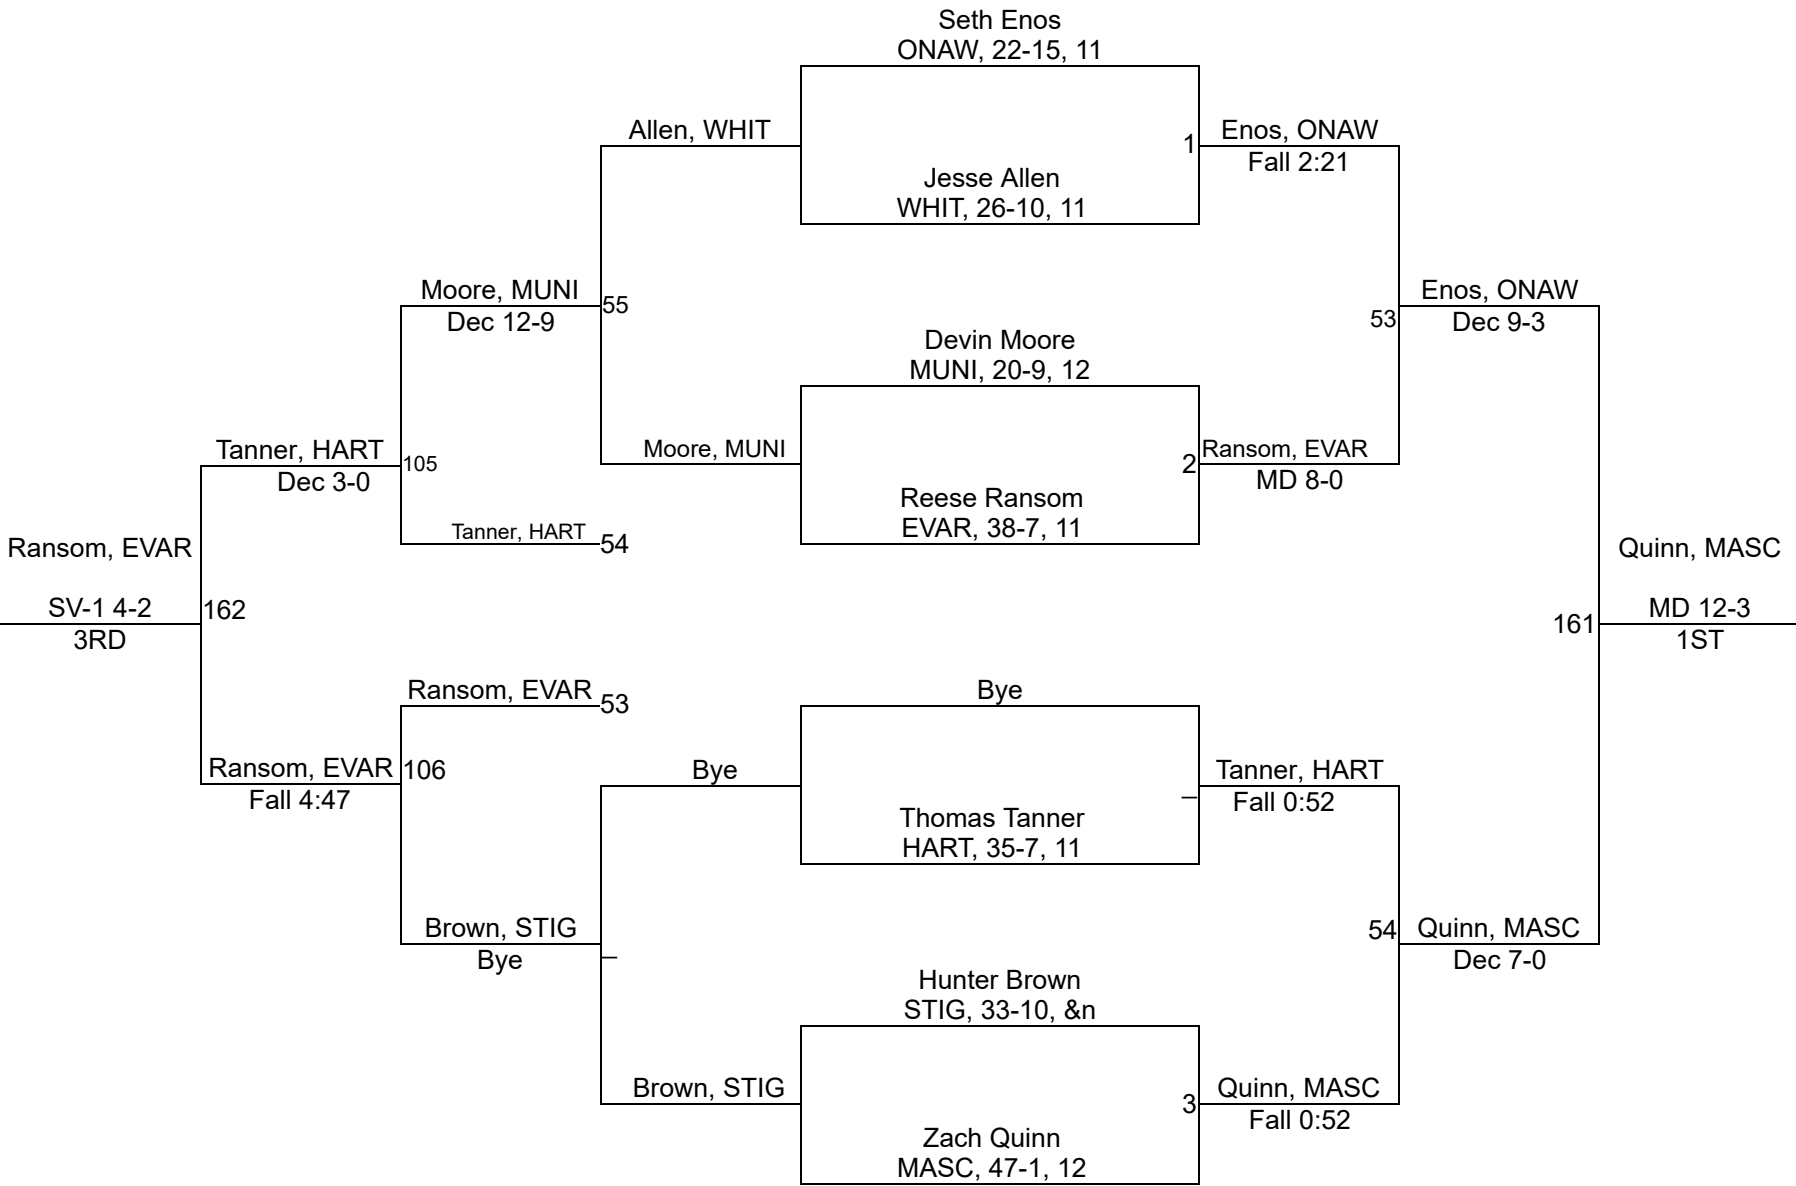 Seth Enos
ONAW, 22-15, 11
Allen, WHIT
1
Enos, ONAW
Fall 2:21
Jesse Allen
WHIT, 26-10, 11
Moore, MUNI
Dec 12-9
55
53
Enos, ONAW
Dec 9-3
Devin Moore
MUNI, 20-9, 12
Tanner, HART
Dec 3-0
105
Moore, MUNI
2
Ransom, EVAR
MD 8-0
Reese Ransom
EVAR, 38-7, 11
Tanner, HART
54
Ransom, EVAR
SV-1 4-2
3RD
162
Quinn, MASC
161
MD 12-3
1ST
Ransom, EVAR
53
Bye
Ransom, EVAR
Fall 4:47
106
Bye
–
Tanner, HART
Fall 0:52
Thomas Tanner
HART, 35-7, 11
Brown, STIG
Bye
–
54
Quinn, MASC
Dec 7-0
Hunter Brown
STIG, 33-10, &n
Brown, STIG
3
Quinn, MASC
Fall 0:52
Zach Quinn
MASC, 47-1, 12